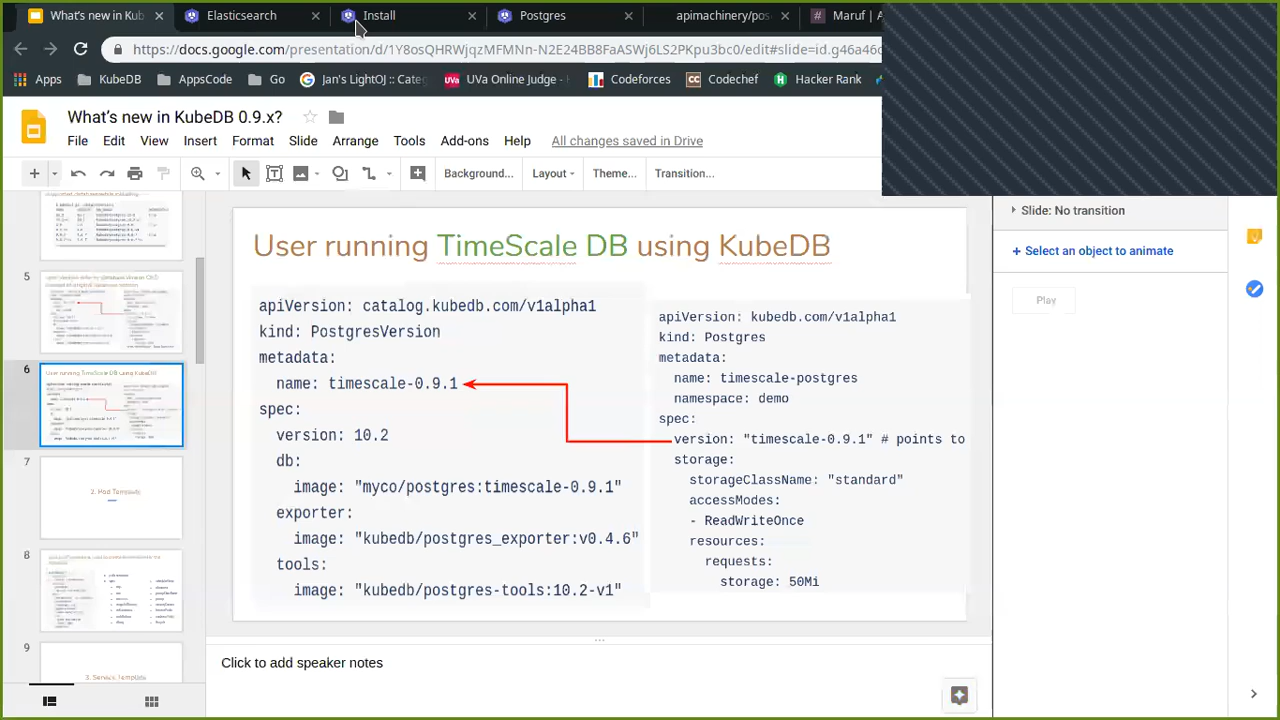 What's new in Kub
Elasticsearch
Install
Postgres
apimachinery/pos
Maruf | A
https://docs.google.com/presentation/d/1Y8osQHRWjqzMFMNn-N2E24BB8FaASWj6LS2PKpu3bc0/edit#slide=id.g46a46c
Apps
KubeDB
AppsCode
Go
Jan's LightOJ :: Cate
UVa Online Judge -
Codeforces
Codechef
Hacker Rank
What's new in KubeDB 0.9.x?
File Edit View Insert Format Slide Arrange Tools Add-ons Help All changes saved in Drive
Background... Layout Theme... Transition...
5
6
7
2. Pod Template
8
9
3. Service Template
User running TimeScale DB using KubeDB
apiVersion: catalog.kubedb.com/v1alpha1
kind: PostgresVersion
metadata:
name: timescale-0.9.1
spec:
version: 10.2
db:
image: "myco/postgres:timescale-0.9.1"
exporter:
image: "kubedb/postgres_exporter:v0.4.6"
tools:
image: "kubedb/postgres-tools:10.2-v1"
apiVersion: kubedb.com/v1alpha1
kind: Postgres
metadata:
name: timescale-postgres
namespace: demo
spec:
version: "timescale-0.9.1" # points to
storage:
storageClassName: "standard"
accessModes:
- ReadWriteOnce
resources:
requests:
storage: 50Mi
Click to add speaker notes
Slide: No transition
+ Select an object to animate
Play